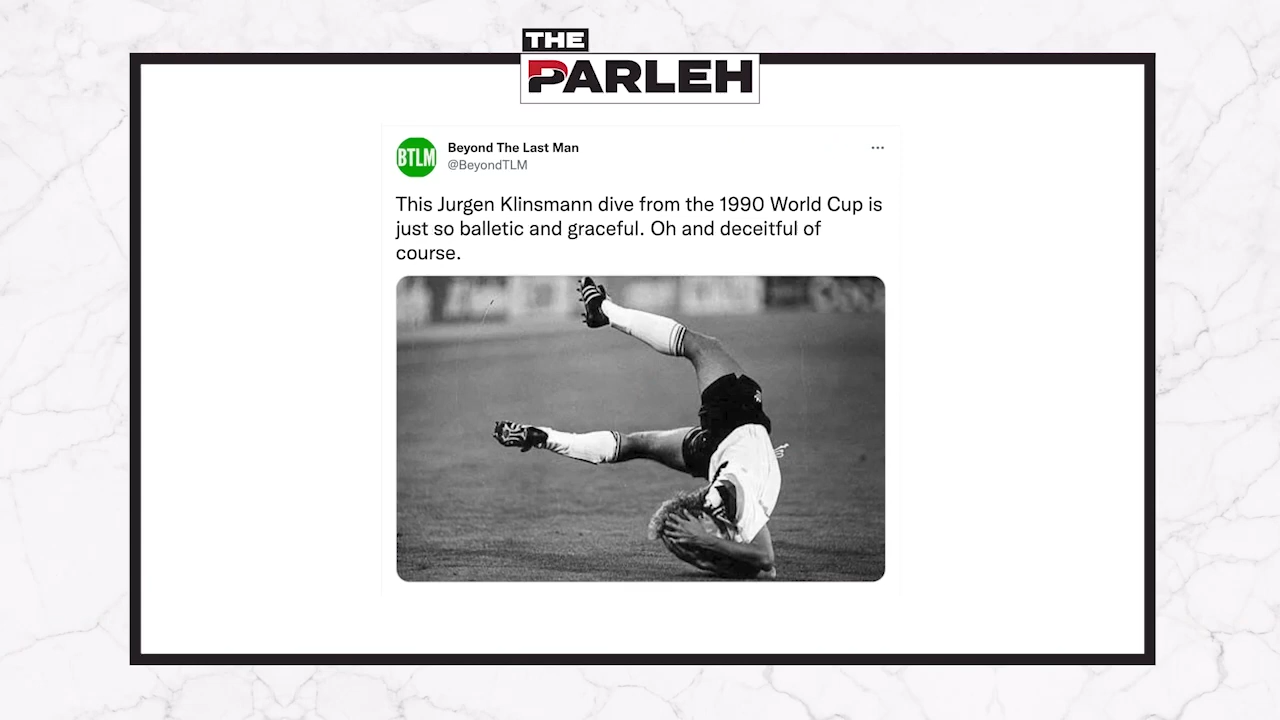 THE
PARLEH
BTLM
Beyond The Last Man
@BeyondTLM
This Jurgen Klinsmann dive from the 1990 World Cup is
just so balletic and graceful. Oh and deceitful of
course.